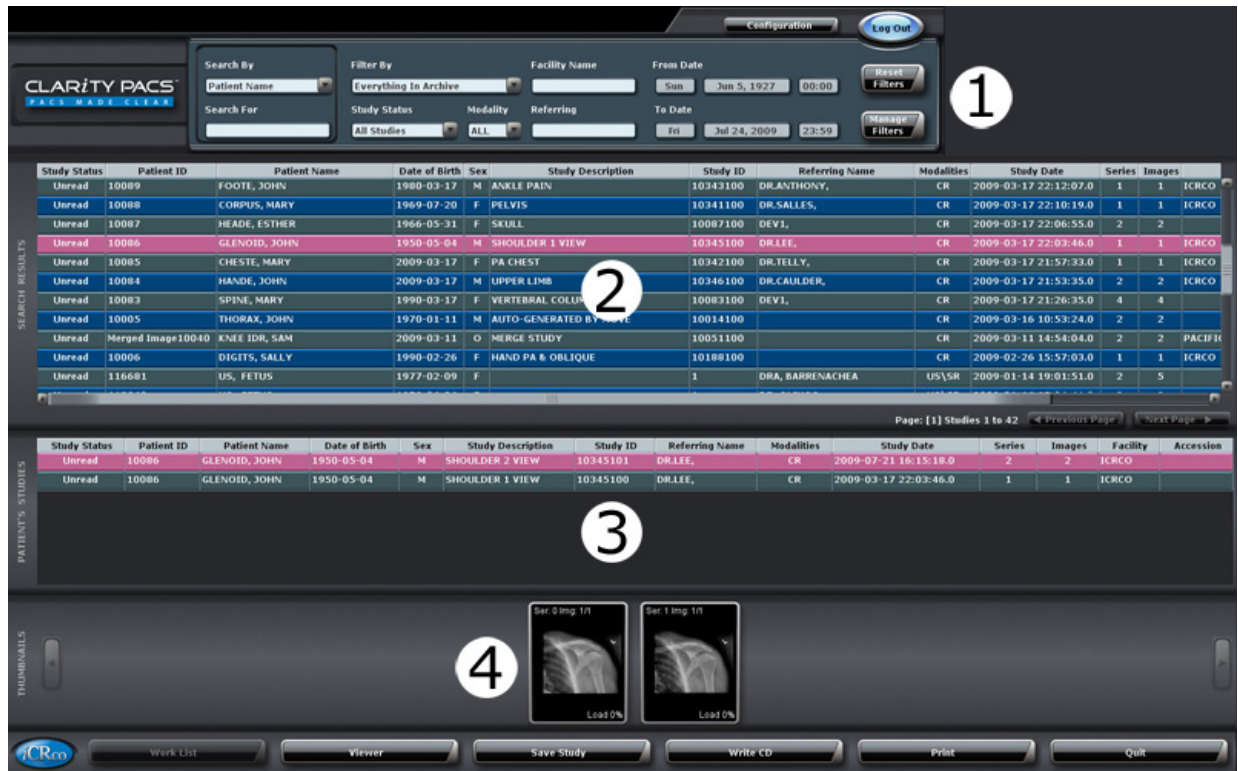 Configuration Log Out
Search By Filter By Facility Name From Date
Patient Name Everything In Archive Sun Jun 5, 1927 00:00 Reset Filters
CLARiTY PACS™
PACS MADE CLEAR
Search For Study Status Modality Referring To Date
All Studies ALL Fri Jul 24, 2009 23:59 Manage Filters
1
Study Status Patient ID Patient Name Date of Birth Sex Study Description Study ID Referring Name Modalities Study Date Series Images
Unread 10089 FOOTE, JOHN 1980-03-17 M ANKLE PAIN 10343100 DR.ANTHONY, CR 2009-03-17 22:12:07.0 1 1 ICRCO
Unread 10088 CORPUS, MARY 1969-07-20 F PELVIS 10341100 DR.SALLES, CR 2009-03-17 22:10:19.0 1 1 ICRCO
Unread 10087 HEADE, ESTHER 1966-05-31 F SKULL 10087100 DEV1, CR 2009-03-17 22:06:55.0 2 2
Unread 10086 GLENOID, JOHN 1950-05-04 M SHOULDER 1 VIEW 10345100 DR.LEE, CR 2009-03-17 22:03:46.0 1 1 ICRCO
Unread 10085 CHESTE, MARY 2009-03-17 F PA CHEST 10342100 DR.TELLY, CR 2009-03-17 21:57:33.0 1 1 ICRCO
Unread 10084 HANDE, JOHN 2009-03-17 M UPPER LIMB 10346100 DR.CAULDER, CR 2009-03-17 21:53:35.0 2 2 ICRCO
Unread 10083 SPINE, MARY 1990-03-17 F VERTEBRAL 10083100 DEV1, CR 2009-03-17 21:26:35.0 4 4
Unread 10005 THORAX, JOHN 1970-01-11 M AUTO-GENERATED BY 10014100 CR 2009-03-16 10:53:24.0 2 2
Unread Merged Image10040 KNEE IDR, SAM 2009-03-11 O MERGE STUDY 10051100 CR 2009-03-11 14:54:04.0 2 2 PACIFI
Unread 10006 DIGITS, SALLY 1990-02-26 F HAND PA & OBLIQUE 10188100 CR 2009-02-26 15:57:03.0 1 1 ICRCO
Unread 116681 US, FETUS 1977-02-09 F 1 DRA, BARRENACHEA US\SR 2009-01-14 19:01:51.0 2 5
SEARCH RESULTS
2
Page: [1] Studies 1 to 42 Previous Page Next Page
Study Status Patient ID Patient Name Date of Birth Sex Study Description Study ID Referring Name Modalities Study Date Series Images Facility Accession
Unread 10086 GLENOID, JOHN 1950-05-04 M SHOULDER 2 VIEW 10345101 DR.LEE, CR 2009-07-21 16:15:18.0 2 2 ICRCO
Unread 10086 GLENOID, JOHN 1950-05-04 M SHOULDER 1 VIEW 10345100 DR.LEE, CR 2009-03-17 22:03:46.0 1 1 ICRCO
PATIENT'S STUDIES
3
Ser: 0 Img: 1/1 Ser: 1 Img: 1/1
THUMBNAILS
4
Load 0% Load 0%
iCRco Work List Viewer Save Study Write CD Print Quit